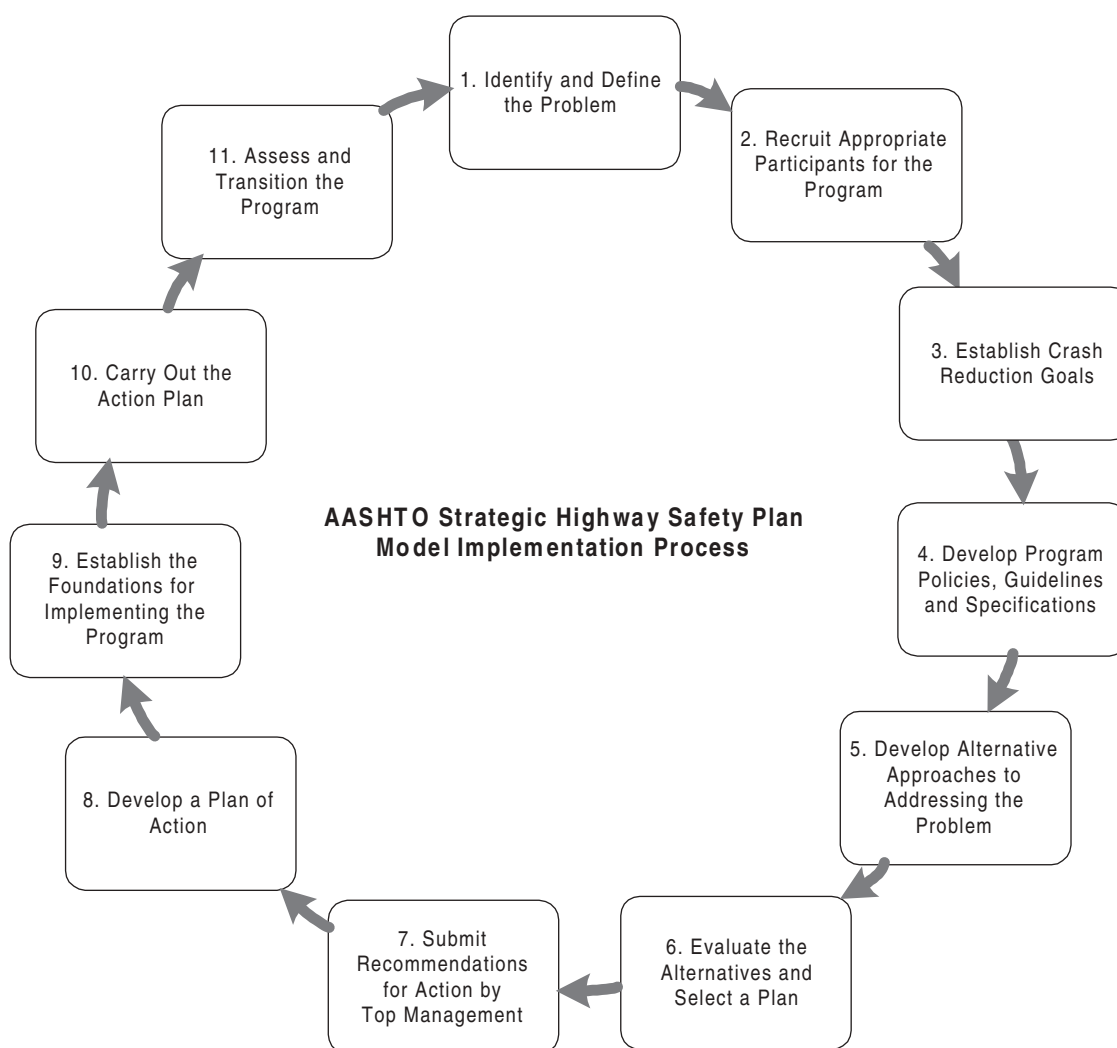 1. Identify and Define
the Problem
2. Recruit Appropriate
Participants for the
Program
3. Establish Crash
Reduction Goals
4. Develop Program
Policies, Guidelines
and Specifications
5. Develop Alternative
Approaches to
Addressing the
Problem
6. Evaluate the
Alternatives and
Select a Plan
7. Submit
Recommendations
for Action by
Top Management
8. Develop a Plan of
Action
9. Establish the
Foundations for
Implementing the
Program
10. Carry Out the
Action Plan
11. Assess and
Transition the
Program
AASHTO Strategic Highway Safety Plan
Model Implementation Process